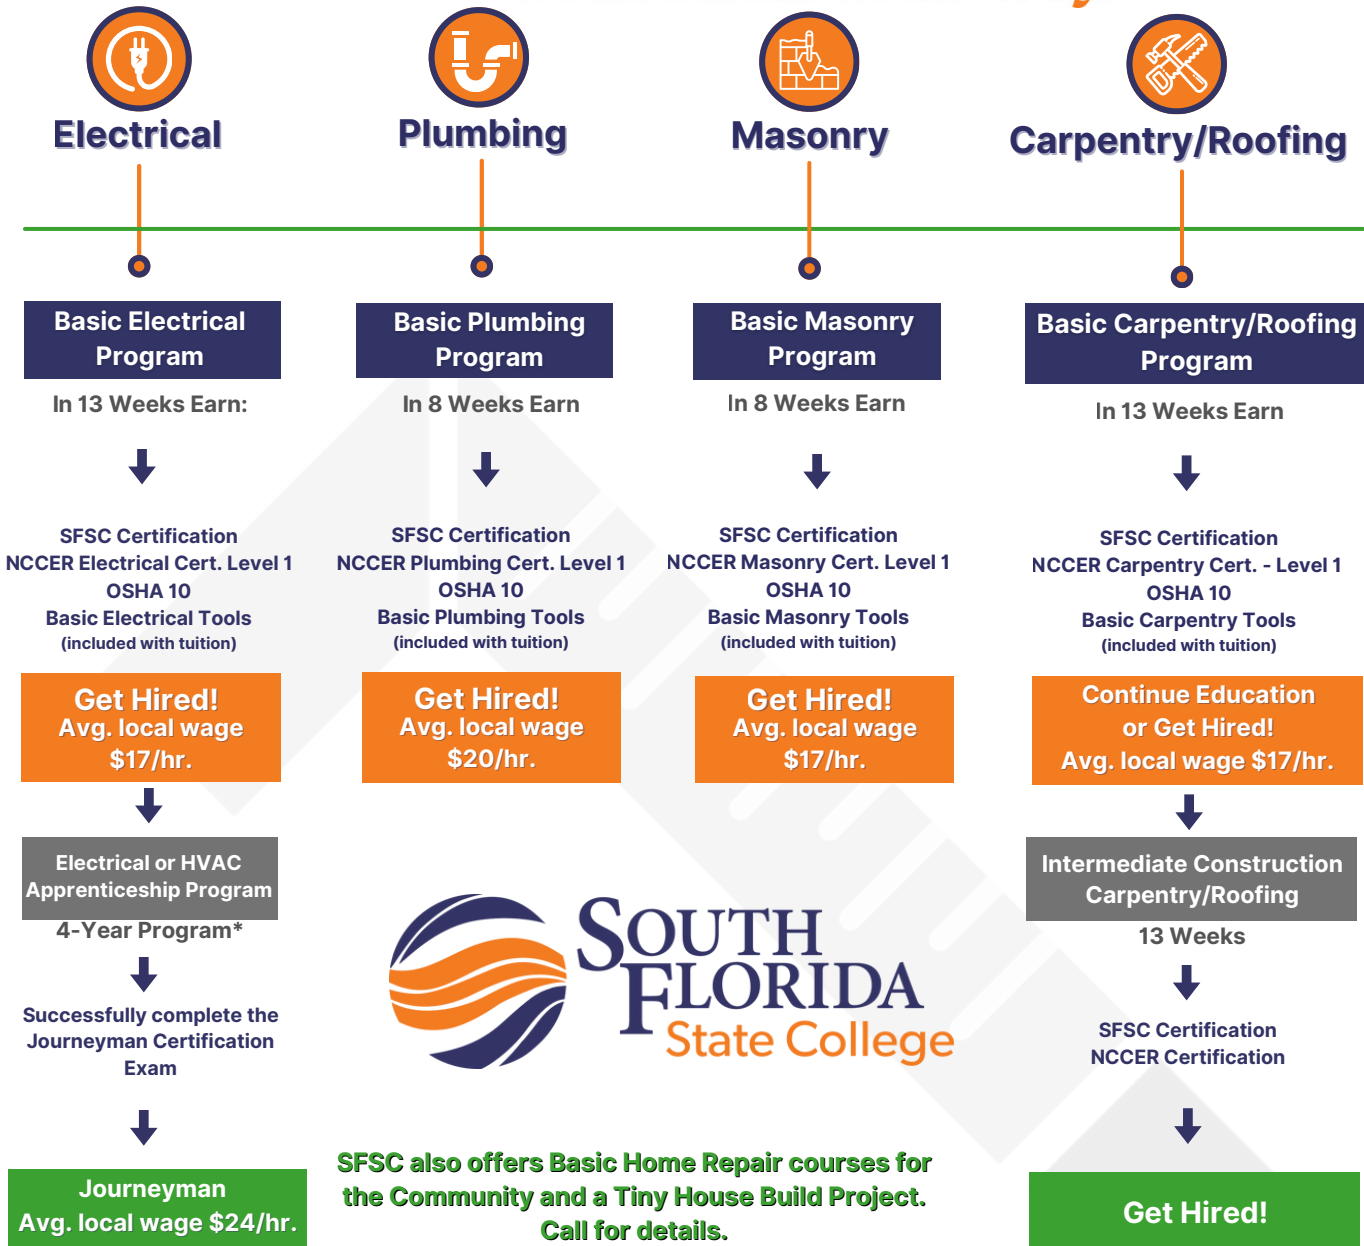 Electrical
Basic Electrical
Program
In 13 Weeks Earn:
SFSC Certification
NCCER Electrical Cert. Level 1
OSHA 10
Basic Electrical Tools
(included with tuition)
Get Hired!
Avg. local wage
$17/hr.
Electrical or HVAC
Apprenticeship Program
4-Year Program*
Successfully complete the
Journeyman Certification
Exam
Journeyman
Avg. local wage $24/hr.
Plumbing
Basic Plumbing
Program
In 8 Weeks Earn
SFSC Certification
NCCER Plumbing Cert. Level 1
OSHA 10
Basic Plumbing Tools
(included with tuition)
Get Hired!
Avg. local wage
$20/hr.
Masonry
Basic Masonry
Program
In 8 Weeks Earn
SFSC Certification
NCCER Masonry Cert. Level 1
OSHA 10
Basic Masonry Tools
(included with tuition)
Get Hired!
Avg. local wage
$17/hr.
Carpentry/Roofing
Basic Carpentry/Roofing
Program
In 13 Weeks Earn
SFSC Certification
NCCER Carpentry Cert. - Level 1
OSHA 10
Basic Carpentry Tools
(included with tuition)
Continue Education
or Get Hired!
Avg. local wage $17/hr.
Intermediate Construction
Carpentry/Roofing
13 Weeks
SFSC Certification
NCCER Certification
Get Hired!
SOUTH
FLORIDA
State College
SFSC also offers Basic Home Repair courses for
the Community and a Tiny House Build Project.
Call for details.